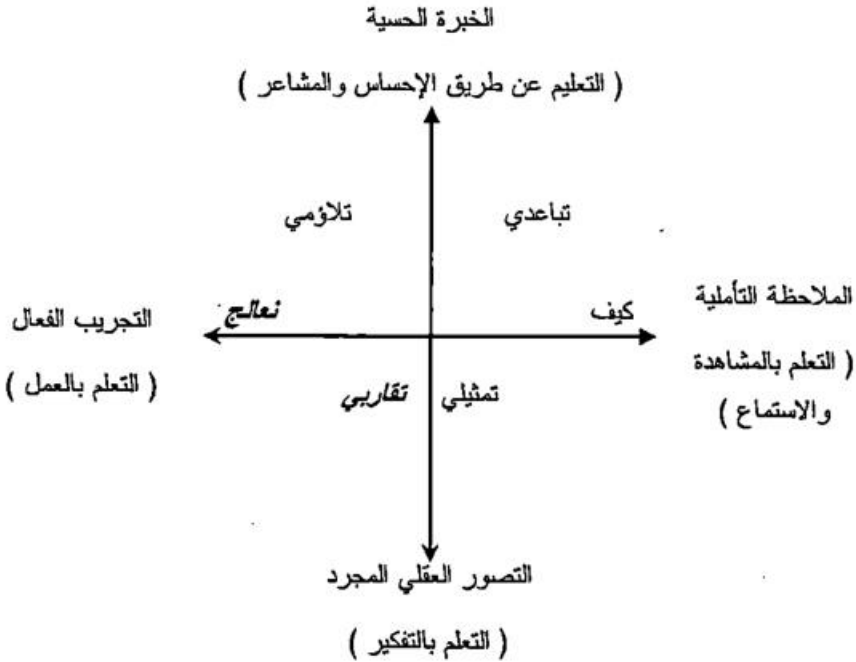 الخبرة الحسية
( التعليم عن طريق الإحساس والمشاعر )
تباعدي
تلاؤمي
الملاحظة التأملية
( التعلم بالمشاهدة
والاستماع )
كيف
نعالج
التجريب الفعال
( التعلم بالعمل )
تمثيلي
تقاربي
التصور العقلي المجرد
( التعلم بالتفكير )